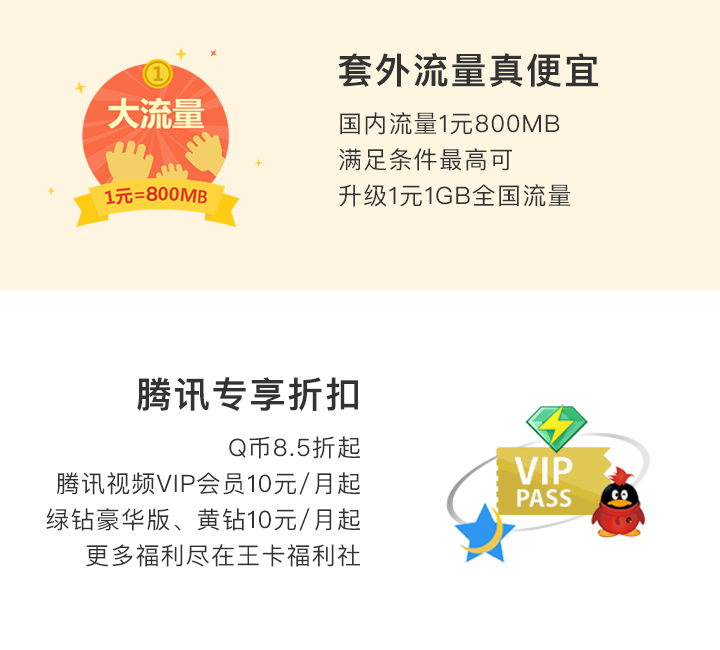 1
大流量
1元=800MB
套外流量真便宜
国内流量1元800MB
满足条件最高可
升级1元1GB全国流量
腾讯专享折扣
Q币8.5折起
腾讯视频VIP会员10元/月起
绿钻豪华版、黄钻10元/月起
更多福利尽在王卡福利社
VIP
PASS